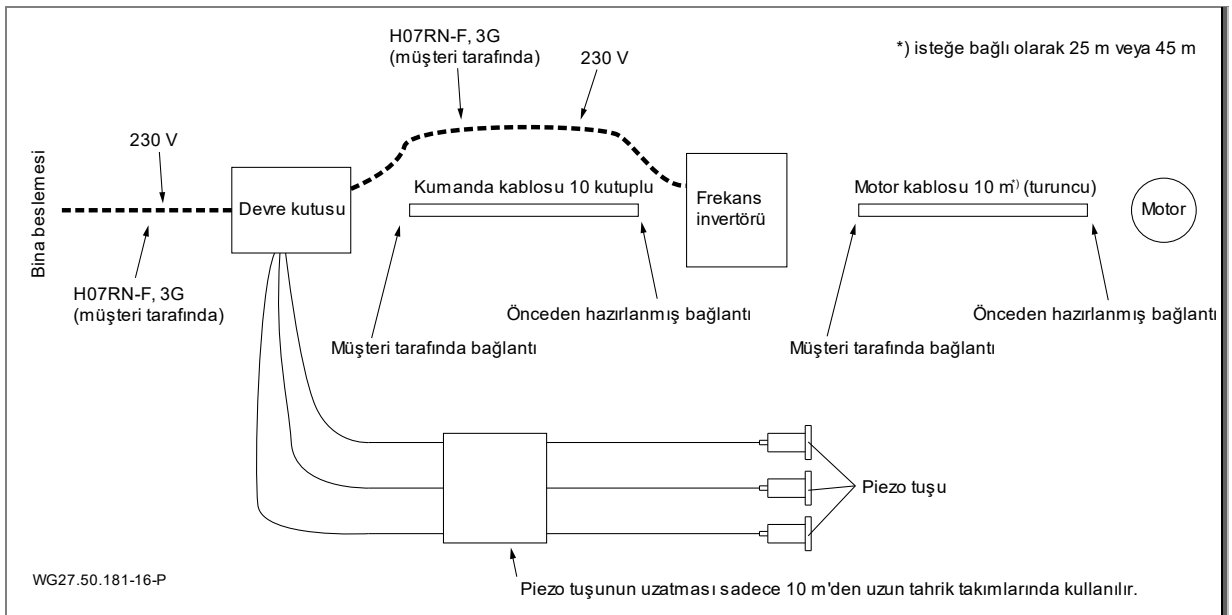 H07RN-F, 3G
(müşteri tarafında)
230 V
*) isteğe bağlı olarak 25 m veya 45 m
Bina beslemesi
230 V
Devre kutusu
Kumanda kablosu 10 kutuplu
Frekans
invertörü
Motor kablosu 10 m*) (turuncu)
Motor
H07RN-F, 3G
(müşteri tarafında)
Önceden hazırlanmış bağlantı
Önceden hazırlanmış bağlantı
Müşteri tarafında bağlantı
Müşteri tarafında bağlantı
Piezo tuşu
WG27.50.181-16-P
Piezo tuşunun uzatması sadece 10 m'den uzun tahrik takımlarında kullanılır.